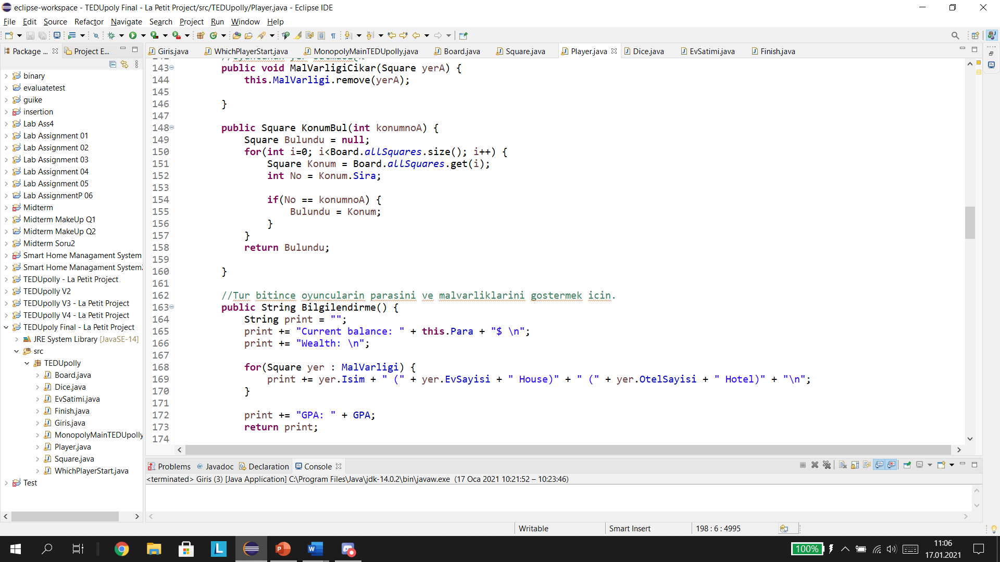 eclipse-workspace - TEDUpoly Final - La Petit Project/src/TEDUpolly/Player.java - Eclipse IDE
File Edit Source Refactor Navigate Search Project Run Window Help
Package ... Project E...
Giris.java WhichPlayerStart.java MonopolyMainTEDUpolly.java Board.java Square.java Player.java Dice.java EvSatimi.java Finish.java
binary
evaluatetest
guike
insertion
Lab Ass4
Lab Assignment 01
Lab Assignment 02
Lab Assignment 03
Lab Assignment 04
Lab Assignment 05
Lab AssignmentP 06
Midterm
Midterm MakeUp Q1
Midterm MakeUp Q2
Midterm Soru2
Smart Home Managament System
Smart Home Managament System
TEDUpolly - La Petit Project
TEDUpolly V2
TEDUpolly V3 - La Petit Project
TEDUpolly V4 - La Petit Project
TEDUpoly Final - La Petit Project
JRE System Library [JavaSE-14]
src
TEDUpolly
Board.java
Dice.java
EvSatimi.java
Finish.java
Giris.java
MonopolyMainTEDUpolly
Player.java
Square.java
WhichPlayerStart.java
Test
143 public void MalVarligiCikar(Square yerA) {
144 this.MalVarligi.remove(yerA);
145
146 }
147
148 public Square KonumBul(int konumnoA) {
149 Square Bulundu = null;
150 for(int i=0; i<Board.allSquares.size(); i++) {
151 Square Konum = Board.allSquares.get(i);
152 int No = Konum.Sira;
153
154 if(No == konumnoA) {
155 Bulundu = Konum;
156 }
157 }
158 return Bulundu;
159
160 }
161
162 //Tur bitince oyuncularin parasini ve malvarliklarini gostermek icin.
163 public String Bilgilendirme() {
164 String print = "";
165 print += "Current balance: " + this.Para + "$ \n";
166 print += "Wealth: \n";
167
168 for(Square yer : MalVarligi) {
169 print += yer.Isim + " (" + yer.EvSayisi + " House)" + " (" + yer.OtelSayisi + " Hotel)" + "\n";
170 }
171
172 print += "GPA: " + GPA;
173 return print;
174
Problems Javadoc Declaration Console
<terminated> Giris (3) [Java Application] C:\Program Files\Java\jdk-14.0.2\bin\javaw.exe (17 Oca 2021 10:21:52 – 10:23:46)
Writable Smart Insert 198 : 6 : 4995
100%
11:06
17.01.2021